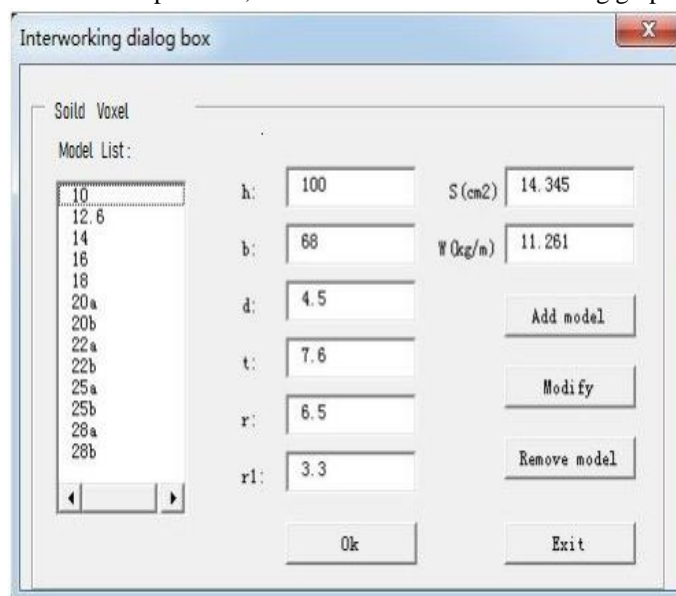 Interworking dialog box
X
Soild Voxel
Model List:
10
12.6
14
16
18
20a
20b
22a
22b
25a
25b
28a
28b
h: 100
b: 68
d: 4.5
t: 7.6
r: 6.5
r1: 3.3
S(cm2) 14.345
W(kg/m) 11.261
Add model
Modify
Remove model
Ok
Exit